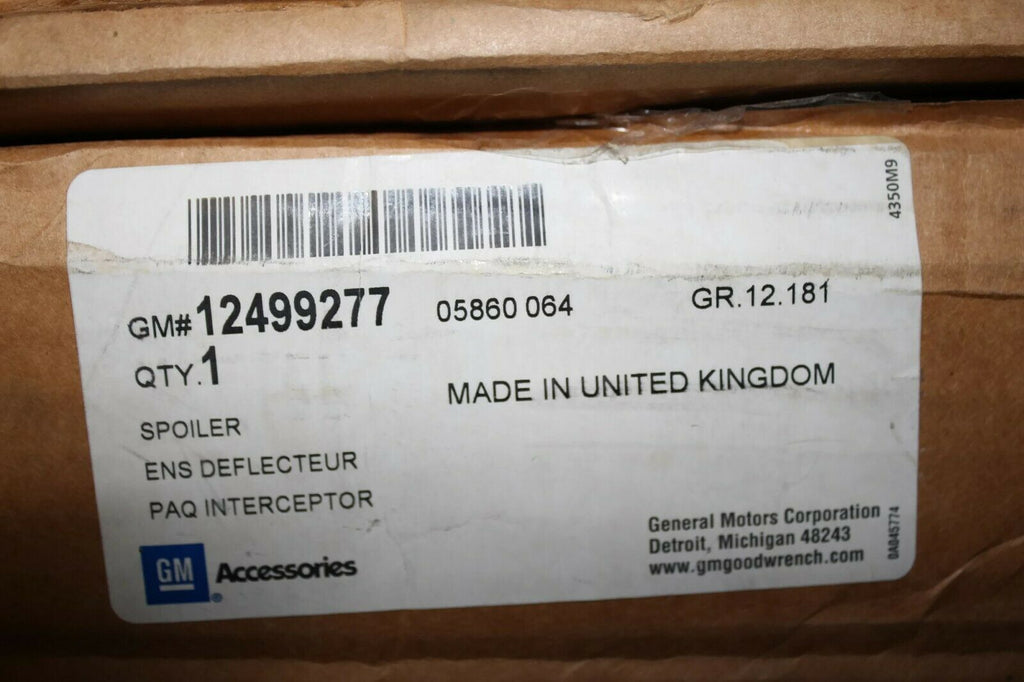 4350M9
GM# 12499277 05860 064 GR.12.181
QTY.1
MADE IN UNITED KINGDOM
SPOILER
ENS DEFLECTEUR
PAQ INTERCEPTOR
GM Accessories
General Motors Corporation
Detroit, Michigan 48243
www.gmgoodwrench.com
0A045774